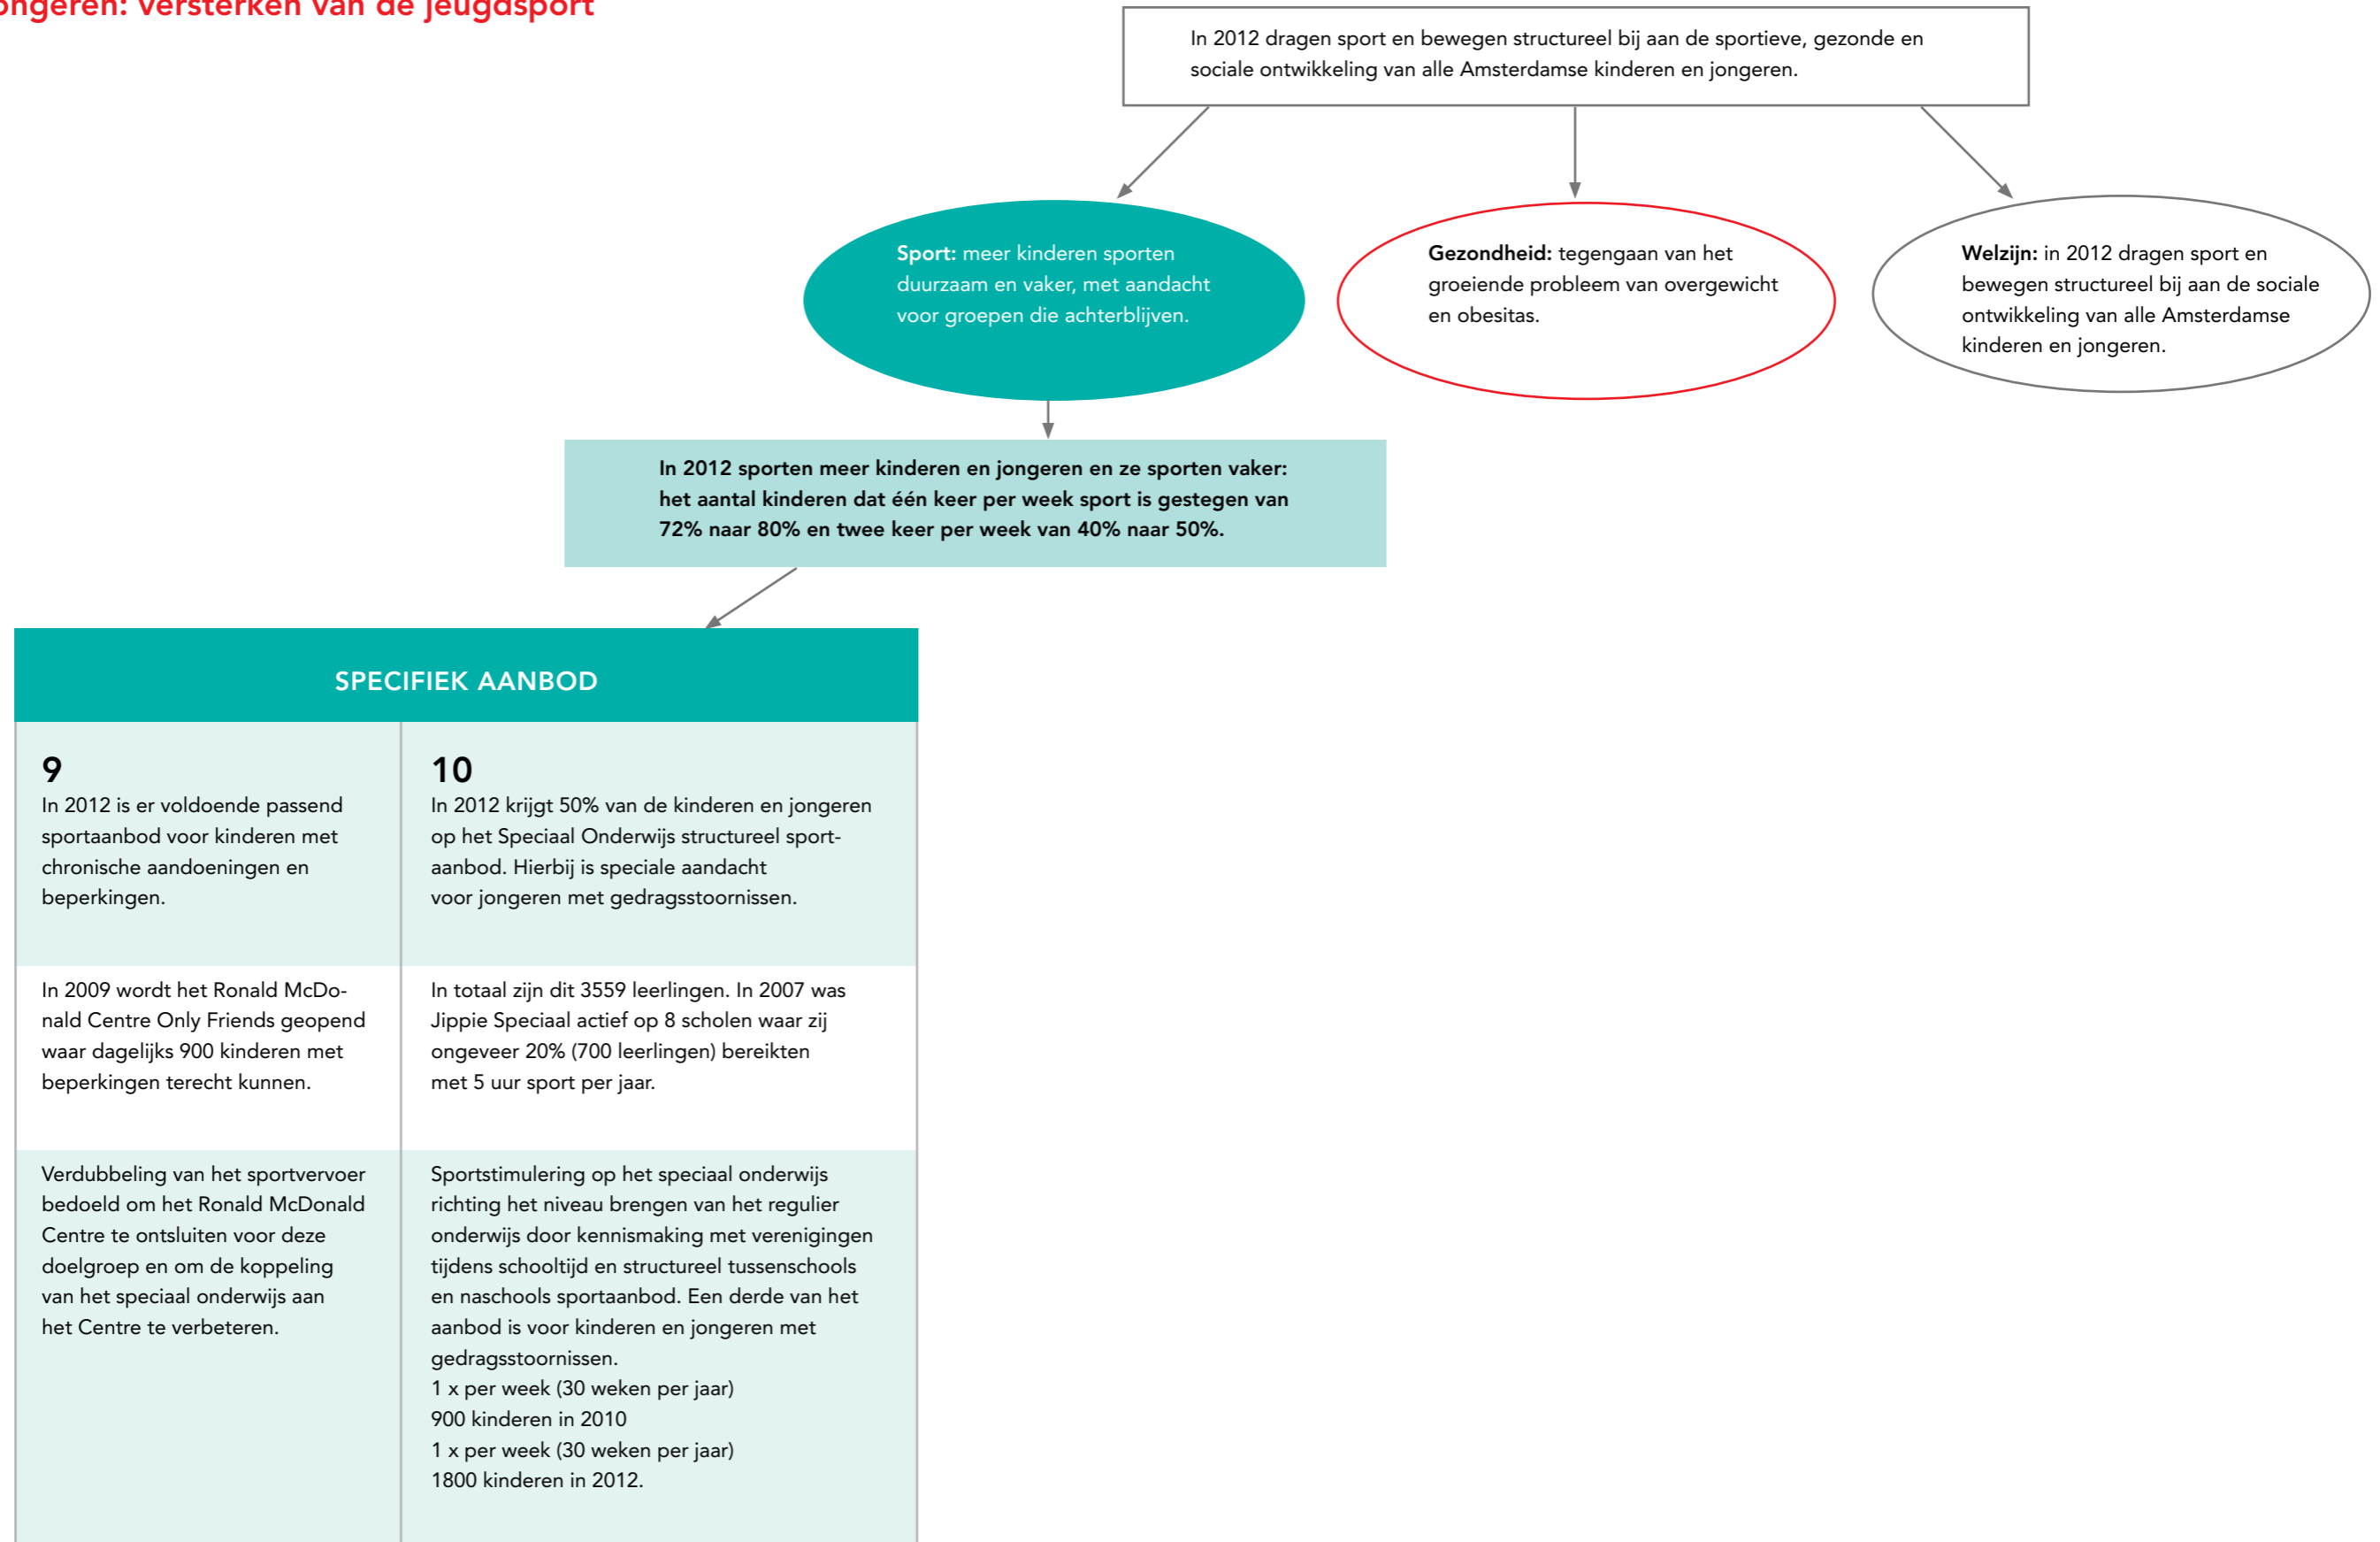 ongeren: versterken van de jeugdsport
In 2012 dragen sport en bewegen structureel bij aan de sportieve, gezonde en
sociale ontwikkeling van alle Amsterdamse kinderen en jongeren.
Sport: meer kinderen sporten
duurzaam en vaker, met aandacht
voor groepen die achterblijven.
Gezondheid: tegengaan van het
groeiende probleem van overgewicht
en obesitas.
Welzijn: in 2012 dragen sport en
bewegen structureel bij aan de sociale
ontwikkeling van alle Amsterdamse
kinderen en jongeren.
In 2012 sporten meer kinderen en jongeren en ze sporten vaker:
het aantal kinderen dat één keer per week sport is gestegen van
72% naar 80% en twee keer per week van 40% naar 50%.
SPECIFIEK AANBOD
9
In 2012 is er voldoende passend
sportaanbod voor kinderen met
chronische aandoeningen en
beperkingen.
10
In 2012 krijgt 50% van de kinderen en jongeren
op het Speciaal Onderwijs structureel sport-
aanbod. Hierbij is speciale aandacht
voor jongeren met gedragsstoornissen.
In 2009 wordt het Ronald McDo-
nald Centre Only Friends geopend
waar dagelijks 900 kinderen met
beperkingen terecht kunnen.
In totaal zijn dit 3559 leerlingen. In 2007 was
Jippie Speciaal actief op 8 scholen waar zij
ongeveer 20% (700 leerlingen) bereikten
met 5 uur sport per jaar.
Verdubbeling van het sportvervoer
bedoeld om het Ronald McDonald
Centre te ontsluiten voor deze
doelgroep en om de koppeling
van het speciaal onderwijs aan
het Centre te verbeteren.
Sportstimulering op het speciaal onderwijs
richting het niveau brengen van het regulier
onderwijs door kennismaking met verenigingen
tijdens schooltijd en structureel tussenschools
en naschools sportaanbod. Een derde van het
aanbod is voor kinderen en jongeren met
gedragsstoornissen.
1 x per week (30 weken per jaar)
900 kinderen in 2010
1 x per week (30 weken per jaar)
1800 kinderen in 2012.